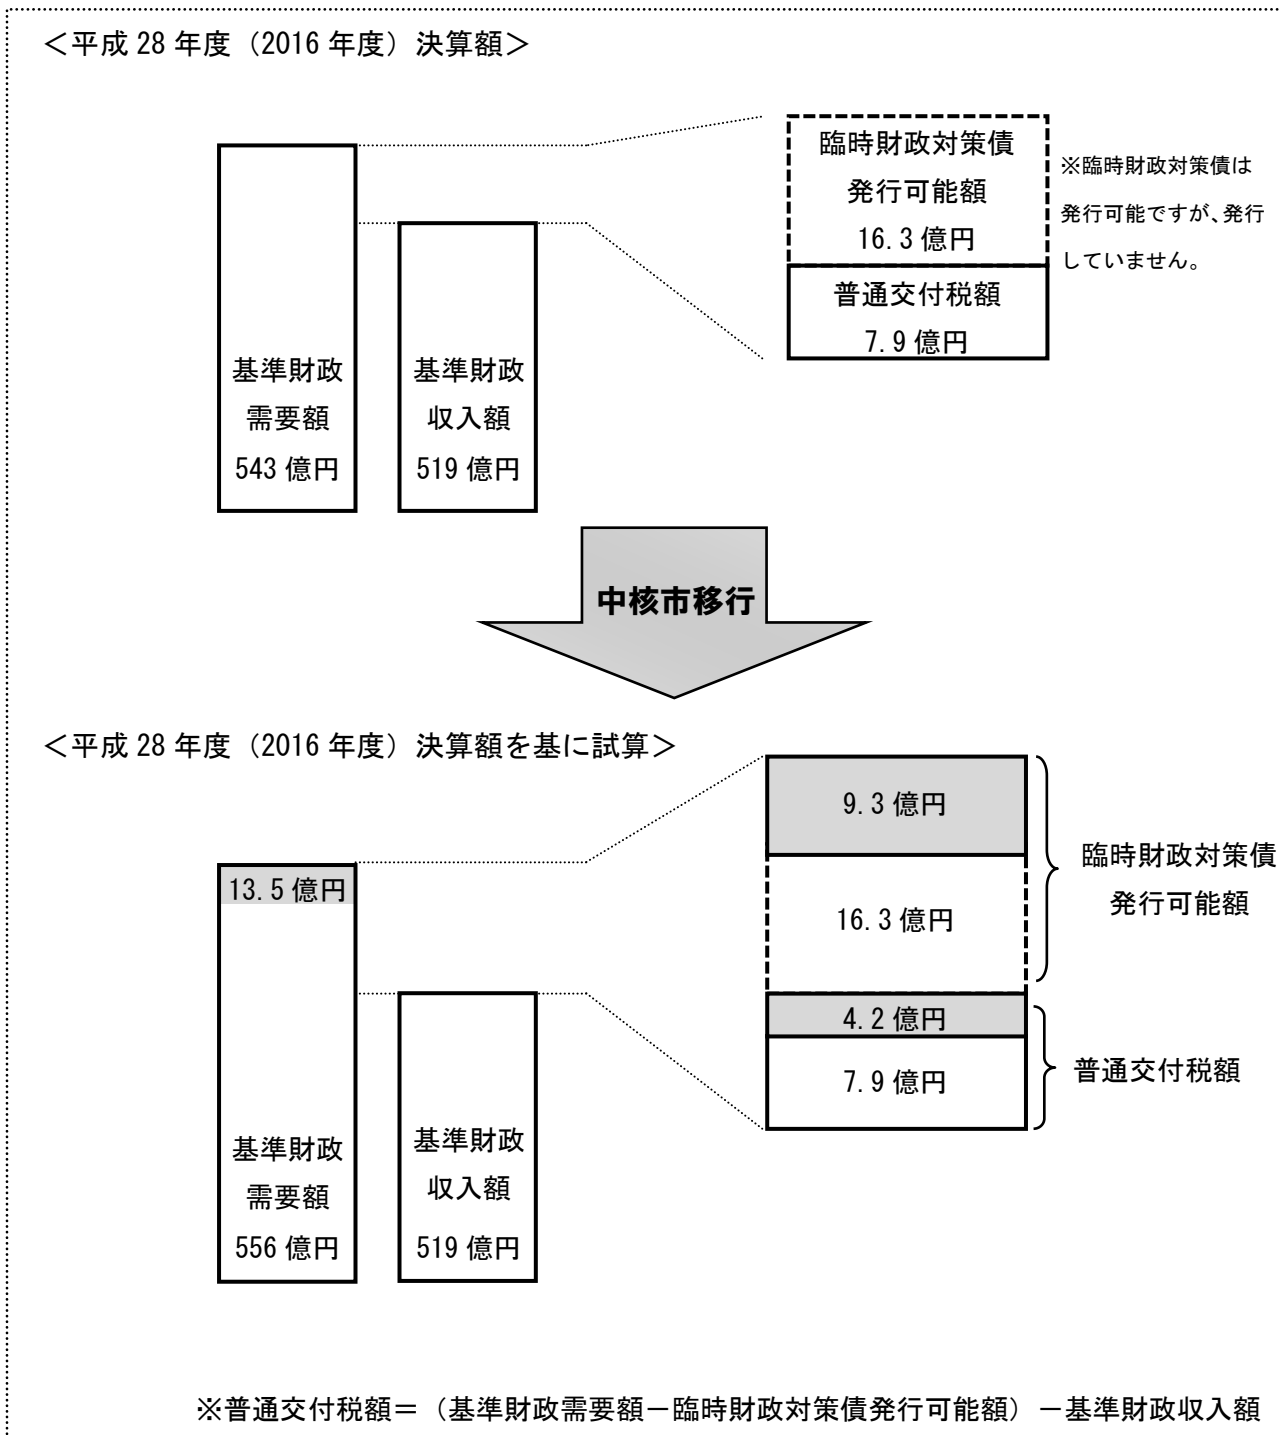 ＜平成 28 年度（2016 年度）決算額＞
臨時財政対策債
発行可能額
16.3 億円
※臨時財政対策債は
発行可能ですが、発行
していません。
普通交付税額
7.9 億円
基準財政
需要額
543 億円
基準財政
収入額
519 億円
中核市移行
＜平成 28 年度（2016 年度）決算額を基に試算＞
9.3 億円
13.5 億円
16.3 億円
臨時財政対策債
発行可能額
4.2 億円
7.9 億円
普通交付税額
基準財政
需要額
556 億円
基準財政
収入額
519 億円
※普通交付税額＝（基準財政需要額－臨時財政対策債発行可能額）－基準財政収入額